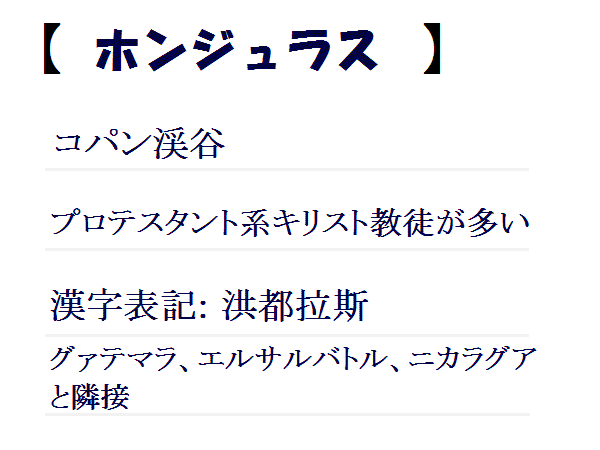 【 ホンジュラス 】
コパン渓谷
プロテスタント系キリスト教徒が多い
漢字表記: 洪都拉斯
グァテマラ、エルサルバトル、ニカラグア
と隣接